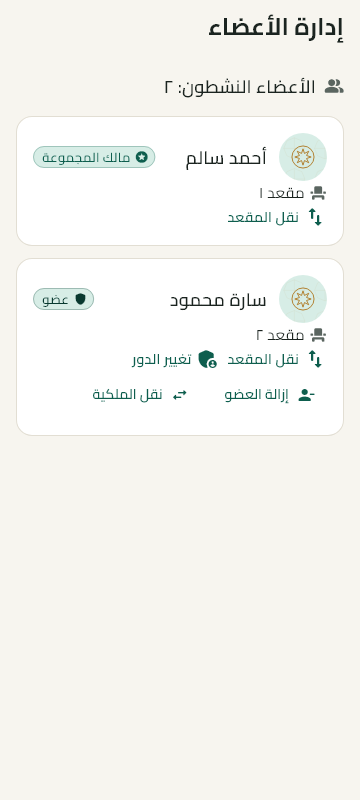 إدارة الأعضاء
الأعضاء النشطون: ٢
أحمد سالم
مالك المجموعة
مقعد ١
نقل المقعد
سارة محمود
عضو
مقعد ٢
نقل المقعد تغيير الدور
إزالة العضو نقل الملكية